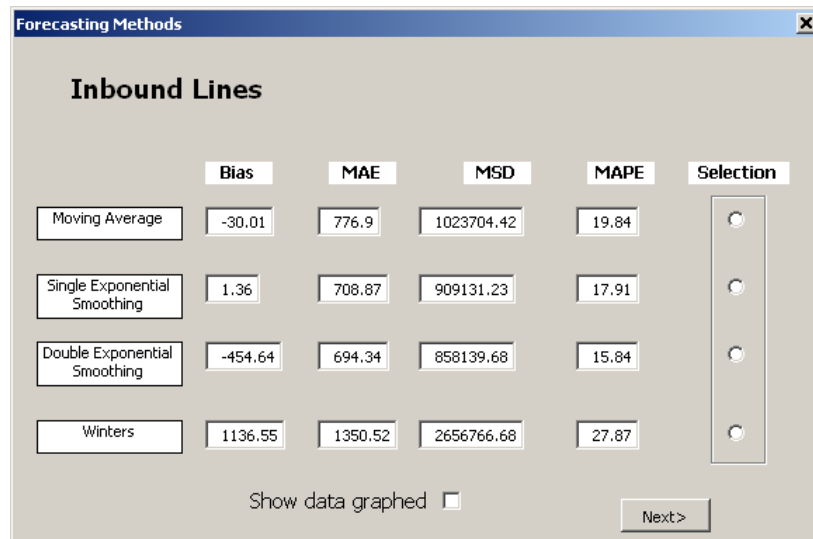 Forecasting Methods
Inbound Lines
Bias MAE MSD MAPE Selection
Moving Average -30.01 776.9 1023704.42 19.84
Single Exponential
Smoothing
1.36 708.87 909131.23 17.91
Double Exponential
Smoothing
-454.64 694.34 858139.68 15.84
Winters 1136.55 1350.52 2656766.68 27.87
Show data graphed
Next>